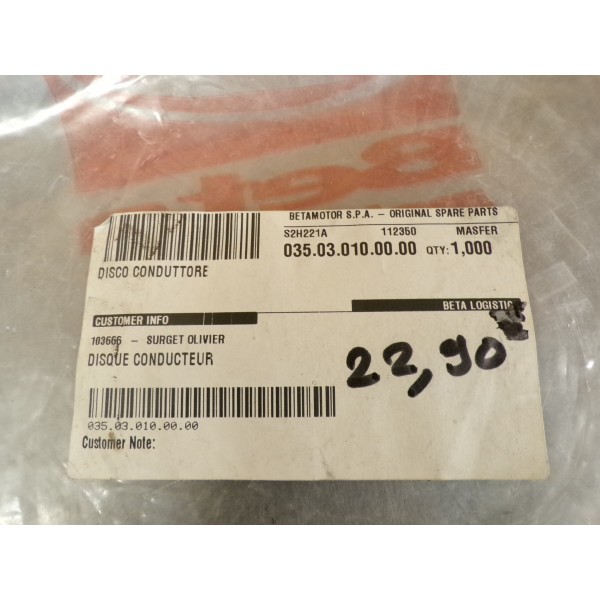 Beta
BETAMOTOR S.P.A. - ORIGINAL SPARE PARTS
S2H221A 112350 MASFER
035.03.010.00.00 QTY: 1,000
DISCO CONDUTTORE
BETA LOGISTIC
CUSTOMER INFO
103666 - SURGET OLIVIER
DISQUE CONDUCTEUR
22,90
035.03.010.00.00
Customer Note: